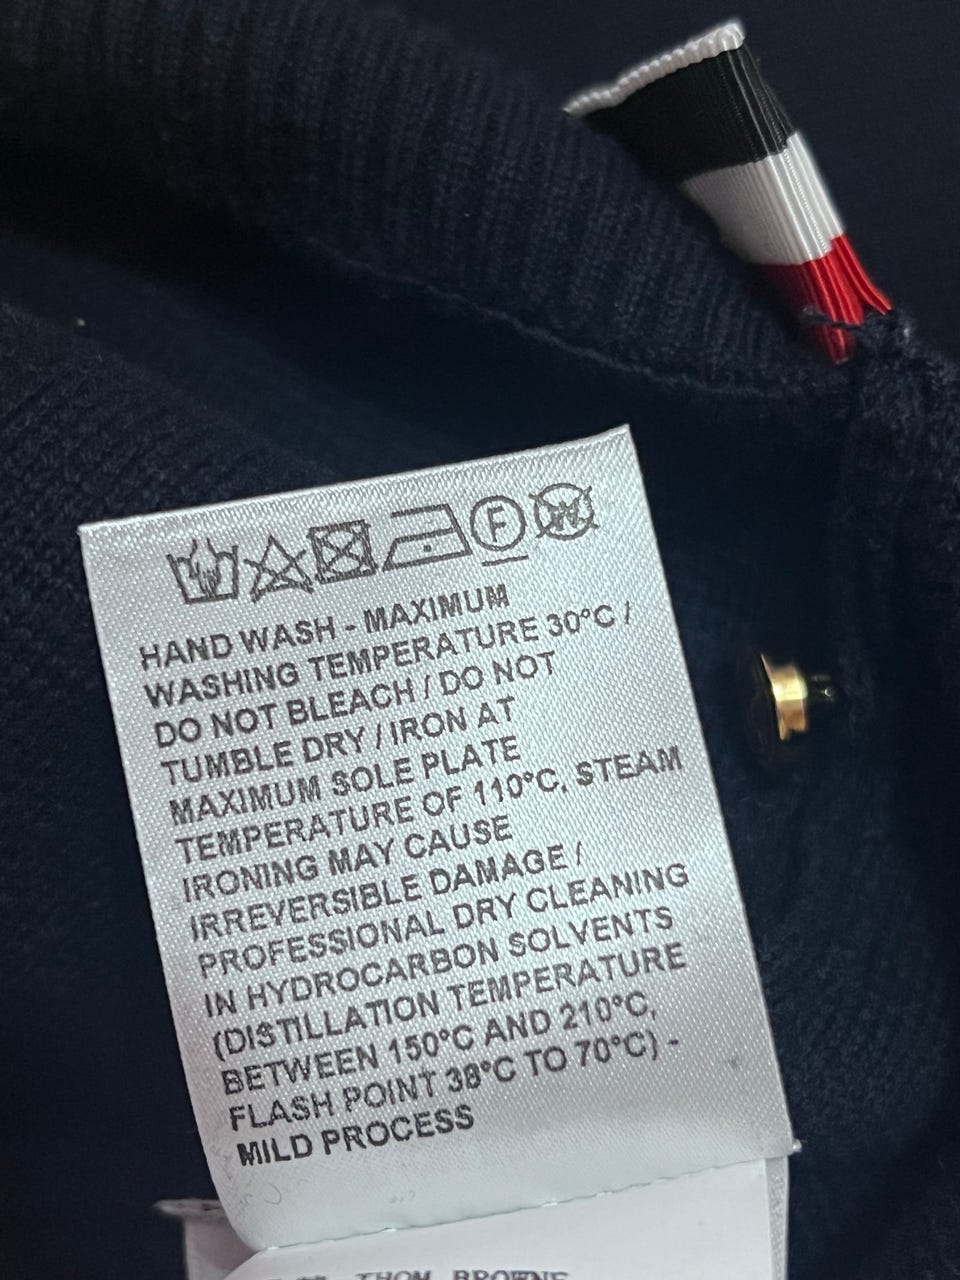 F
W
HAND WASH - MAXIMUM
WASHING TEMPERATURE 30°C /
DO NOT BLEACH / DO NOT
TUMBLE DRY / IRON AT
MAXIMUM SOLE PLATE
TEMPERATURE OF 110°C, STEAM
IRONING MAY CAUSE
IRREVERSIBLE DAMAGE /
PROFESSIONAL DRY CLEANING
IN HYDROCARBON SOLVENTS
(DISTILLATION TEMPERATURE
BETWEEN 150°C AND 210°C,
FLASH POINT 38°C TO 70°C) -
MILD PROCESS
THOM BROWNE